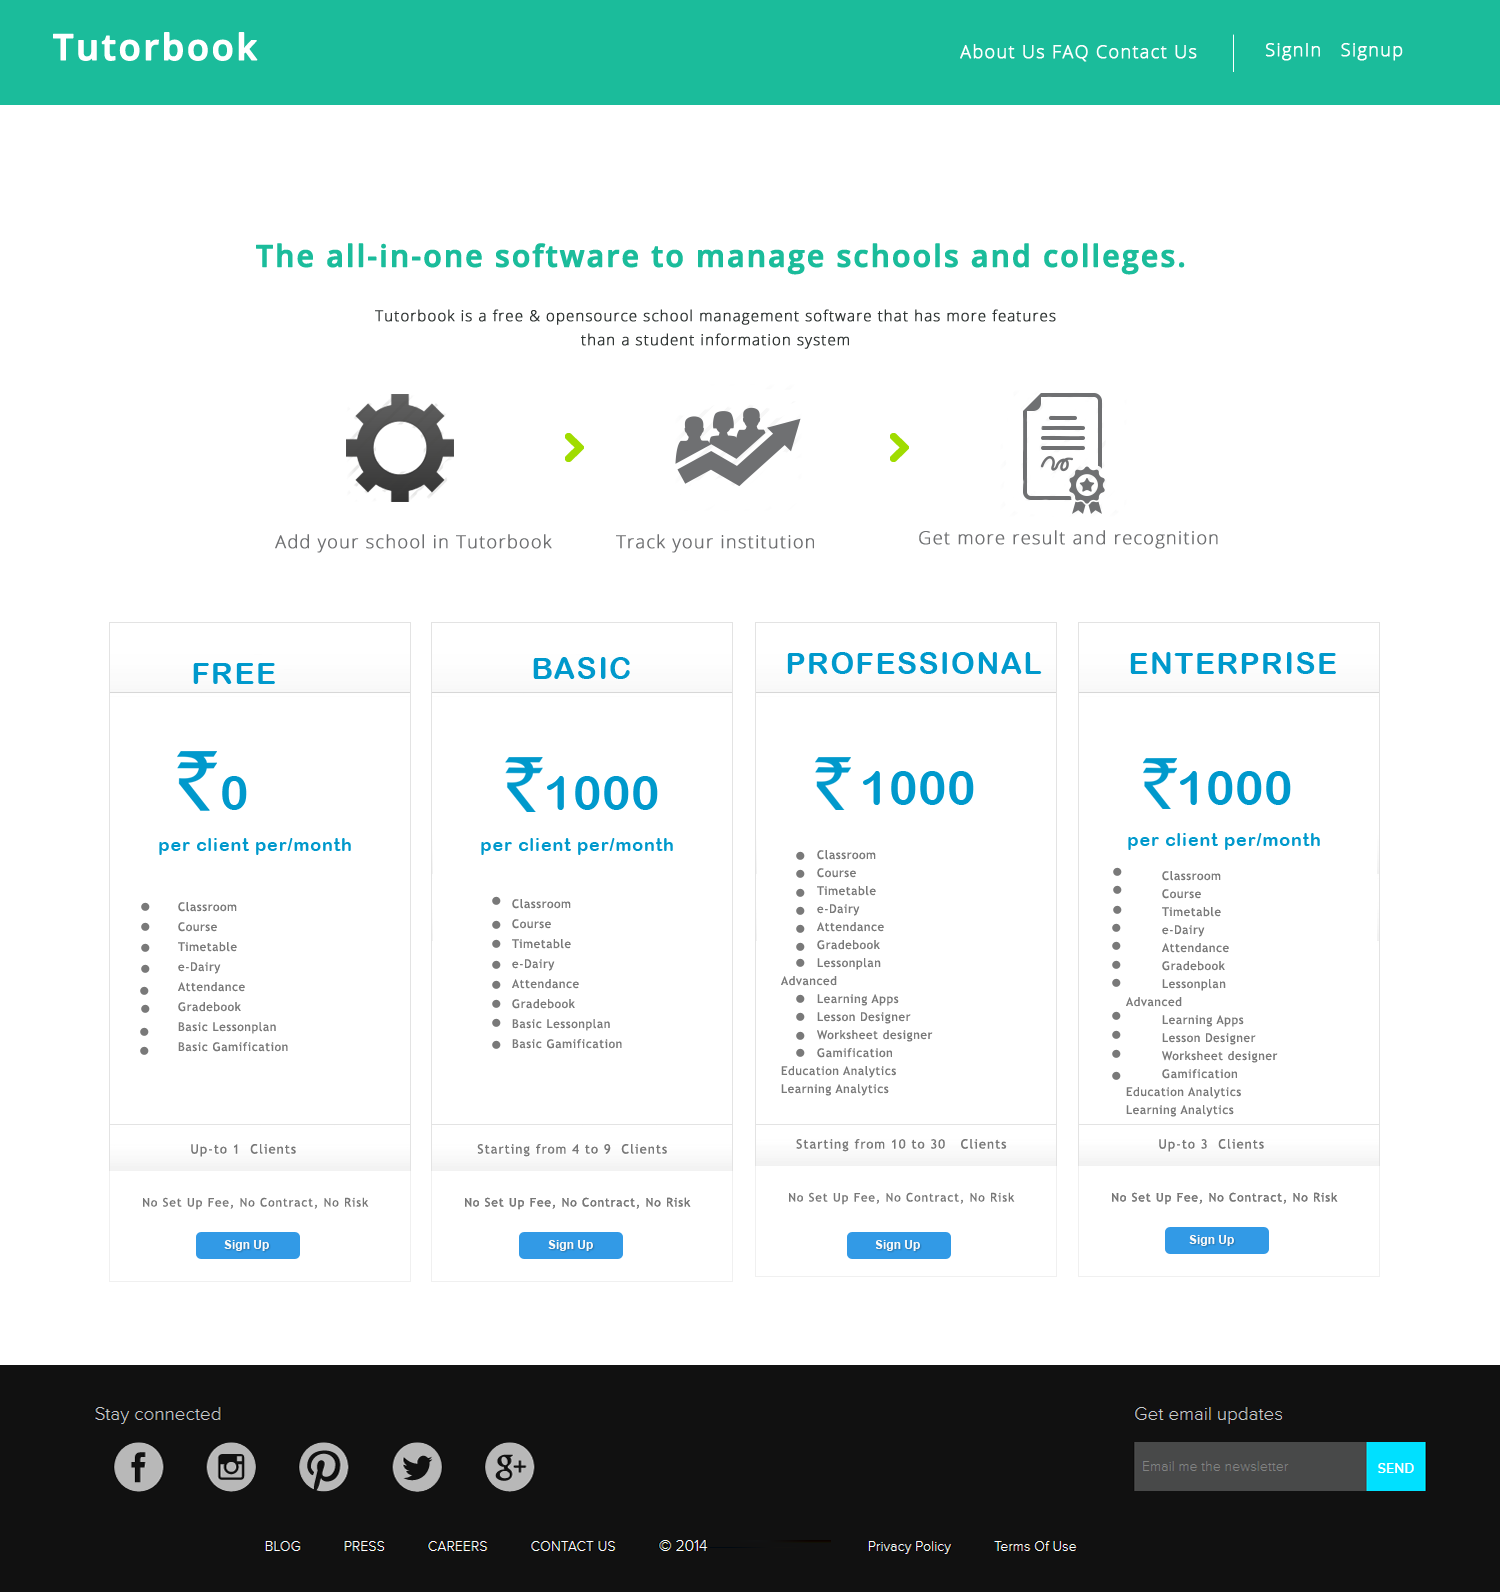 Tutorbook
About Us FAQ Contact Us
SignIn Signup
The all-in-one software to manage schools and colleges.
Tutorbook is a free & opensource school management software that has more features
than a student information system
Add your school in Tutorbook
Track your institution
Get more result and recognition
FREE
₹0
per client per/month
Classroom
Course
Timetable
e-Dairy
Attendance
Gradebook
Basic Lessonplan
Basic Gamification
Up-to 1 Clients
No Set Up Fee, No Contract, No Risk
Sign Up
BASIC
₹1000
per client per/month
Classroom
Course
Timetable
e-Dairy
Attendance
Gradebook
Basic Lessonplan
Basic Gamification
Starting from 4 to 9 Clients
No Set Up Fee, No Contract, No Risk
Sign Up
PROFESSIONAL
₹ 1000
Classroom
Course
Timetable
e-Dairy
Attendance
Gradebook
Lessonplan
Advanced
Learning Apps
Lesson Designer
Worksheet designer
Gamification
Education Analytics
Learning Analytics
Starting from 10 to 30 Clients
No Set Up Fee, No Contract, No Risk
Sign Up
ENTERPRISE
₹1000
per client per/month
Classroom
Course
Timetable
e-Dairy
Attendance
Gradebook
Lessonplan
Advanced
Learning Apps
Lesson Designer
Worksheet designer
Gamification
Education Analytics
Learning Analytics
Up-to 3 Clients
No Set Up Fee, No Contract, No Risk
Sign Up
Stay connected
Get email updates
Email me the newsletter
SEND
BLOG PRESS CAREERS CONTACT US © 2014 Privacy Policy Terms Of Use